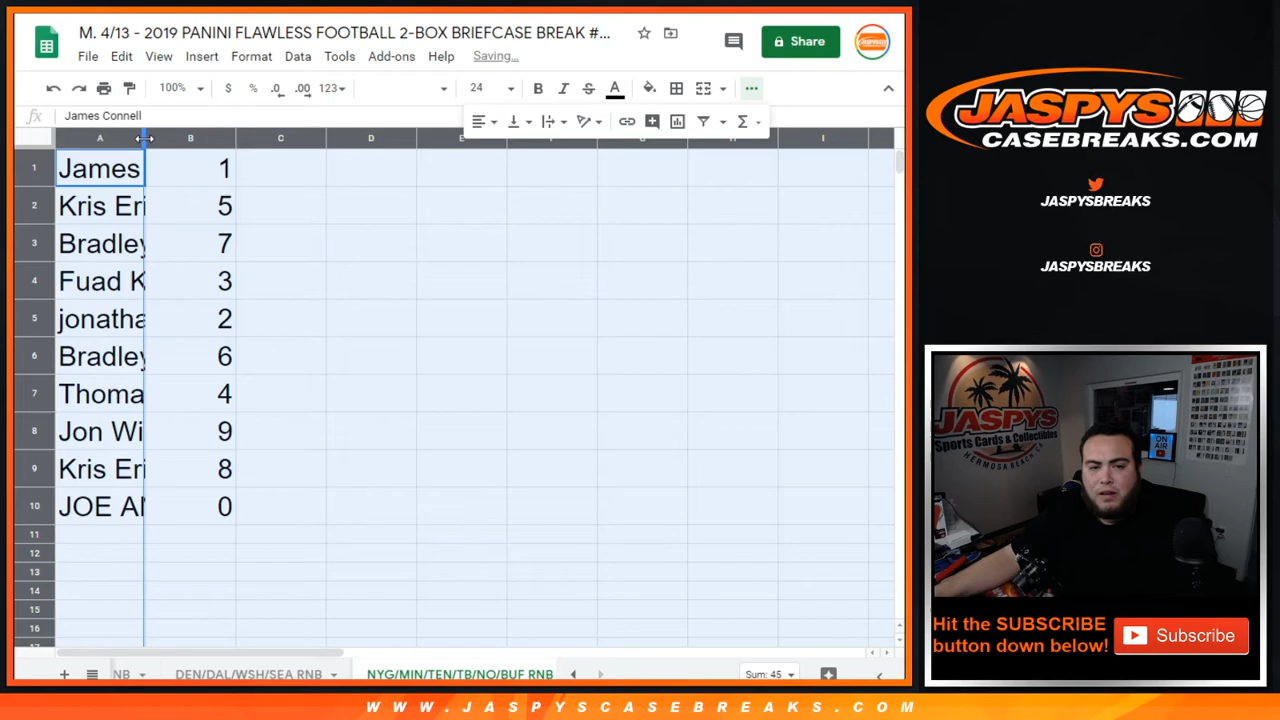 M. 4/13 - 2019 PANINI FLAWLESS FOOTBALL 2-BOX BRIEFCASE BREAK #...
Share
File Edit View Insert Format Data Tools Add-ons Help Saving...
100% $ % .0 .00 123 24 B I S A
fx James Connell
A B C D E I
1 James 1
2 Kris Eri 5
3 Bradley 7
4 Fuad K 3
5 jonatha 2
6 Bradley 6
7 Thoma 4
8 Jon Wi 9
9 Kris Eri 8
10 JOE AN 0
11
12
13
14
15
16
NB DEN/DAL/WSH/SEA RNB NYG/MIN/TEN/TB/NO/BUF RNB Sum: 45
JASPYS
CASEBREAKS.COM
JASPYSBREAKS
JASPYSBREAKS
JASPYS
Sports Cards & Collectibles
HERMOSA BEACH, CA
ON AIR
Hit the SUBSCRIBE
button down below!
Subscribe
WWW.JASPYSCASEBREAKS.COM